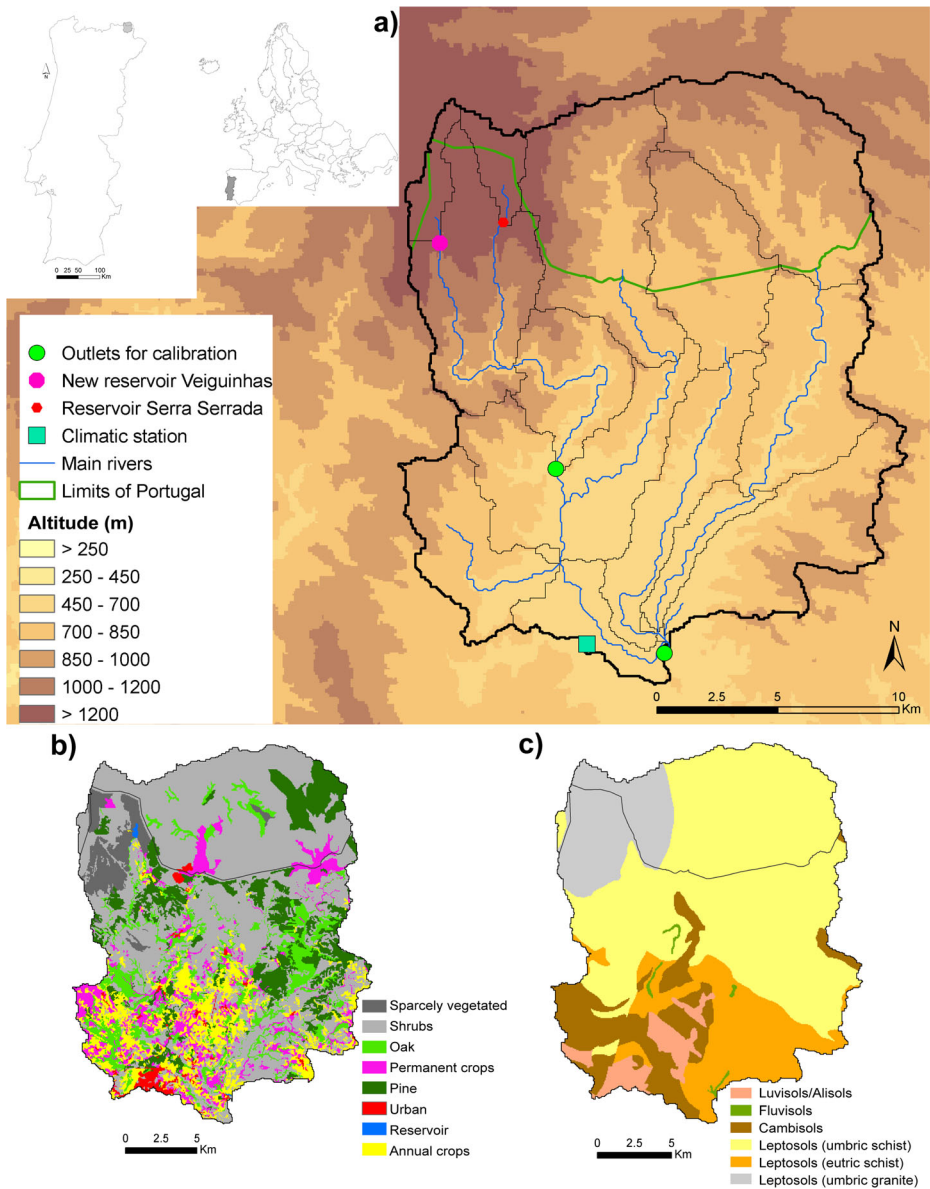 a)
N
0 25 50 100
Km
Outlets for calibration
New reservoir Veiguinhas
Reservoir Serra Serrada
Climatic station
Main rivers
Limits of Portugal
Altitude (m)
> 250
250 - 450
450 - 700
700 - 850
850 - 1000
1000 - 1200
> 1200
N
0 2.5 5 10
Km
b)
Sparcely vegetated
Shrubs
Oak
Permanent crops
Pine
Urban
Reservoir
Annual crops
0 2.5 5
Km
c)
Luvisols/Alisols
Fluvisols
Cambisols
Leptosols (umbric schist)
Leptosols (eutric schist)
Leptosols (umbric granite)
0 2.5 5
Km